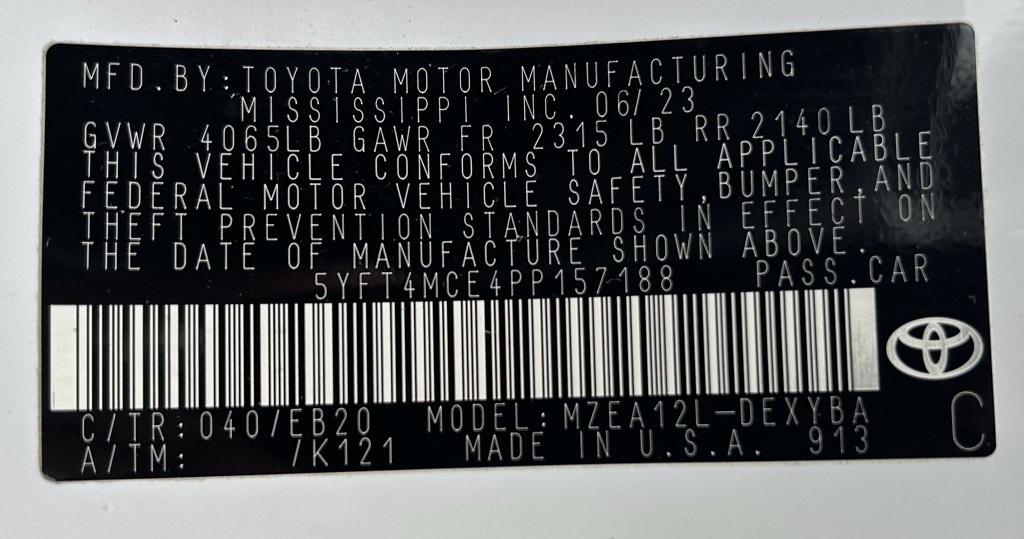 MFD.BY:TOYOTA MOTOR MANUFACTURING
MISSISSIPPI INC. 06/23
GVWR 4065LB GAWR FR 2315 LB RR 2140 LB
THIS VEHICLE CONFORMS TO ALL APPLICABLE
FEDERAL MOTOR VEHICLE SAFETY,BUMPER,AND
THEFT PREVENTION STANDARDS IN EFFECT ON
THE DATE OF MANUFACTURE SHOWN ABOVE.
5YFT4MCE4PP157188 PASS.CAR
C/TR:040/EB20 MODEL:MZEA12L-DEXYBA
A/TM: /K121 MADE IN U.S.A. 913
C